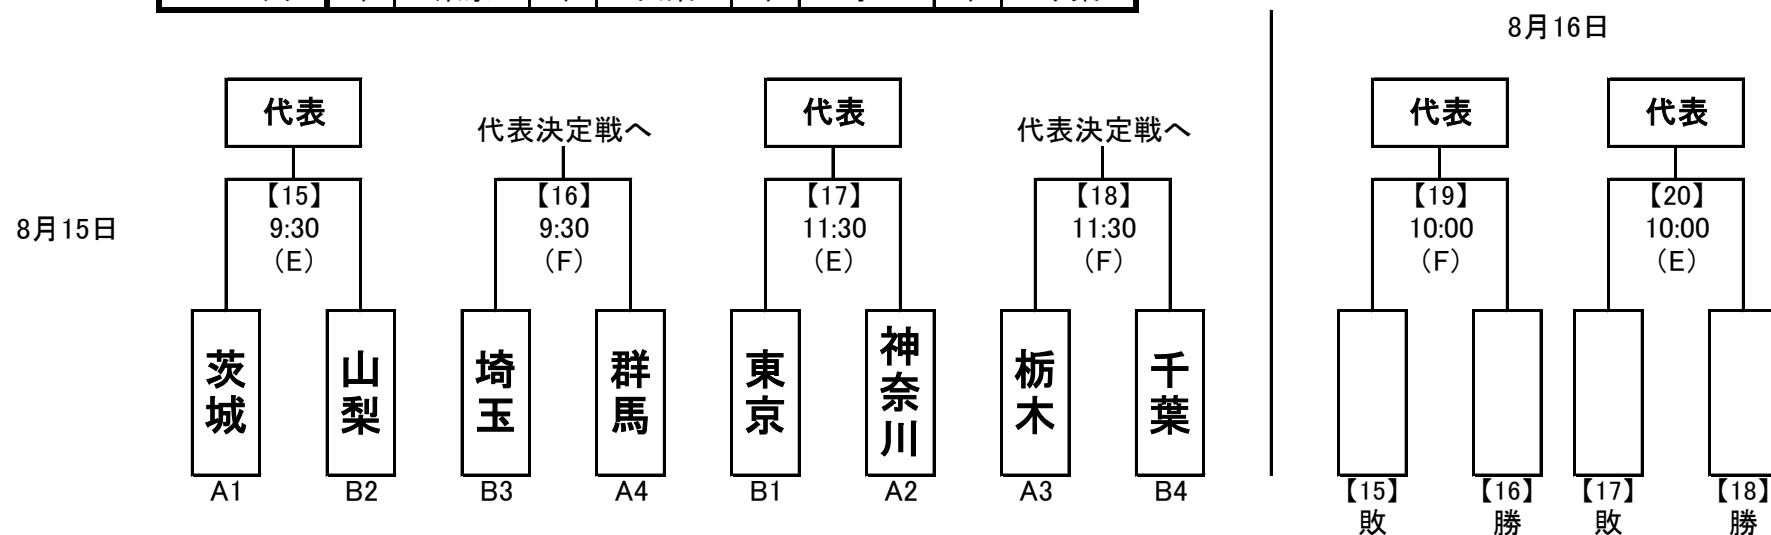 8月16日
代表
代表決定戦へ
代表
代表決定戦へ
代表
代表
8月15日
【15】
9:30
（E）
【16】
9:30
（F）
【17】
11:30
（E）
【18】
11:30
（F）
【19】
10:00
（F）
【20】
10:00
（E）
茨城
山梨
埼玉
群馬
東京
神奈川
栃木
千葉
A1
B2
B3
A4
B1
A2
A3
B4
【15】
敗
【16】
勝
【17】
敗
【18】
勝